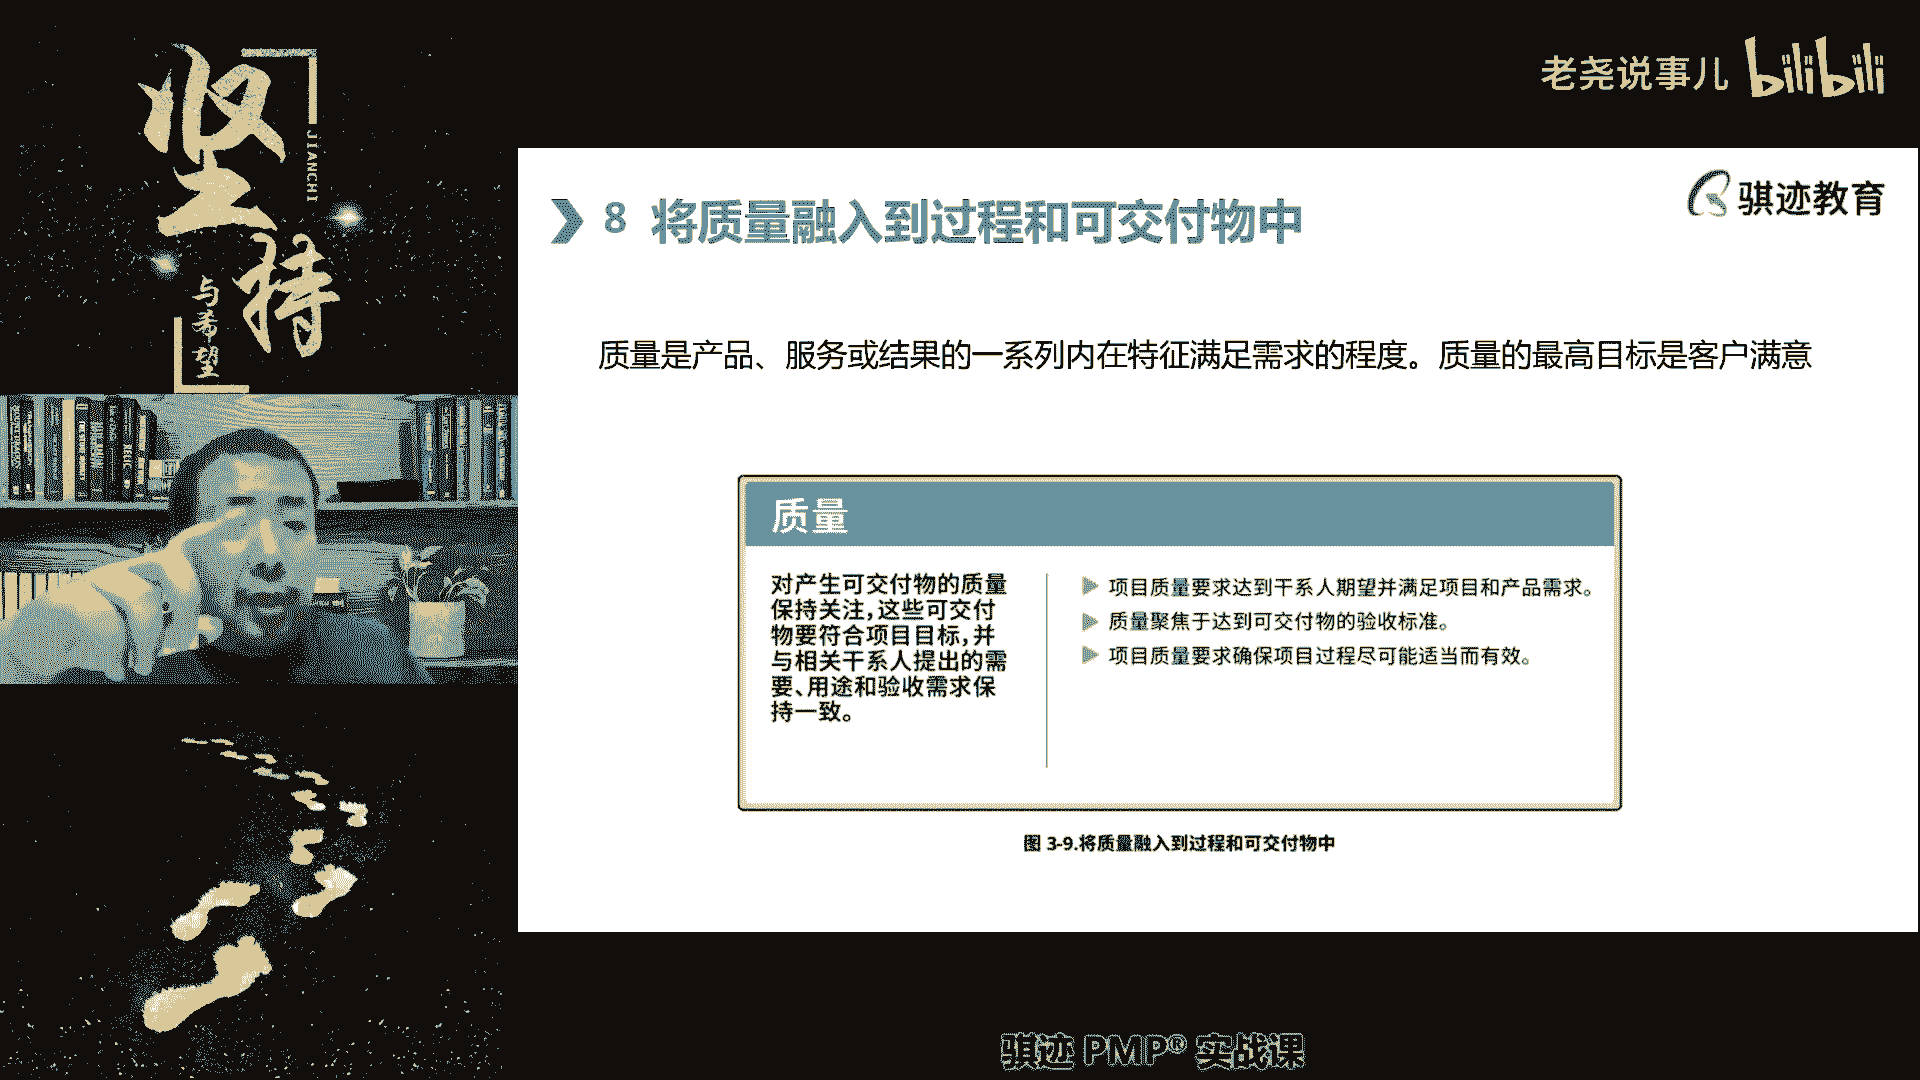 坚持
JIANCHI
与希望
老尧说事儿 bilibili
骐迹教育
8 将质量融入到过程和可交付物中
质量是产品、服务或结果的一系列内在特征满足需求的程度。质量的最高目标是客户满意
质量
对产生可交付物的质量
保持关注,这些可交付
物要符合项目目标,并
与相关干系人提出的需
要、用途和验收需求保
持一致。
项目质量要求达到干系人期望并满足项目和产品需求。
质量聚焦于达到可交付物的验收标准。
项目质量要求确保项目过程尽可能适当而有效。
图 3-9.将质量融入到过程和可交付物中
骐迹 PMP® 实战课